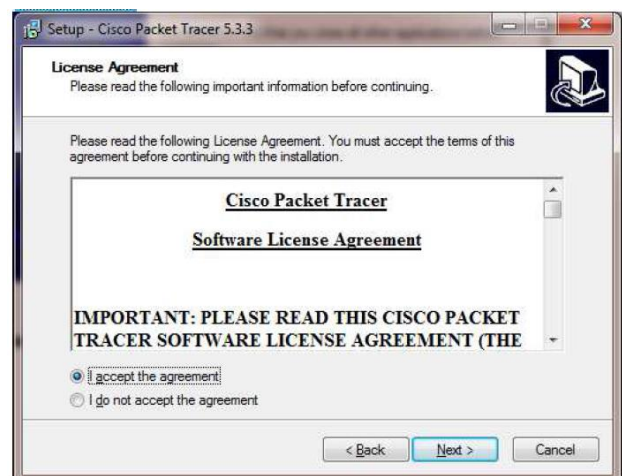 Setup - Cisco Packet Tracer 5.3.3
License Agreement
Please read the following important information before continuing.
Please read the following License Agreement. You must accept the terms of this
agreement before continuing with the installation.
Cisco Packet Tracer
Software License Agreement
IMPORTANT: PLEASE READ THIS CISCO PACKET
TRACER SOFTWARE LICENSE AGREEMENT (THE
I accept the agreement
I do not accept the agreement
< Back
Next >
Cancel